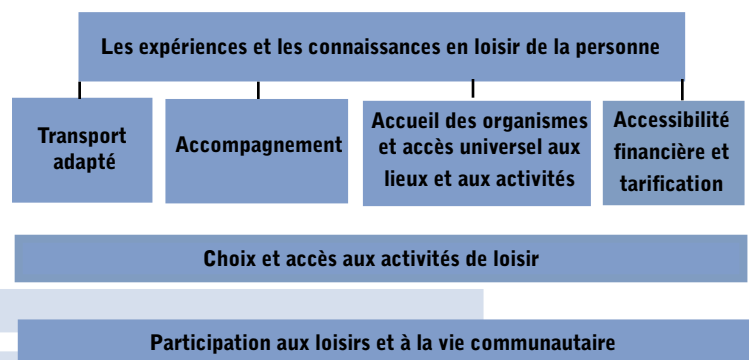 Les expériences et les connaissances en loisir de la personne
Transport
adapté
Accompagnement
Accueil des organismes
et accès universel aux
lieux et aux activités
Accessibilité
financière et
tarification
Choix et accès aux activités de loisir
Participation aux loisirs et à la vie communautaire